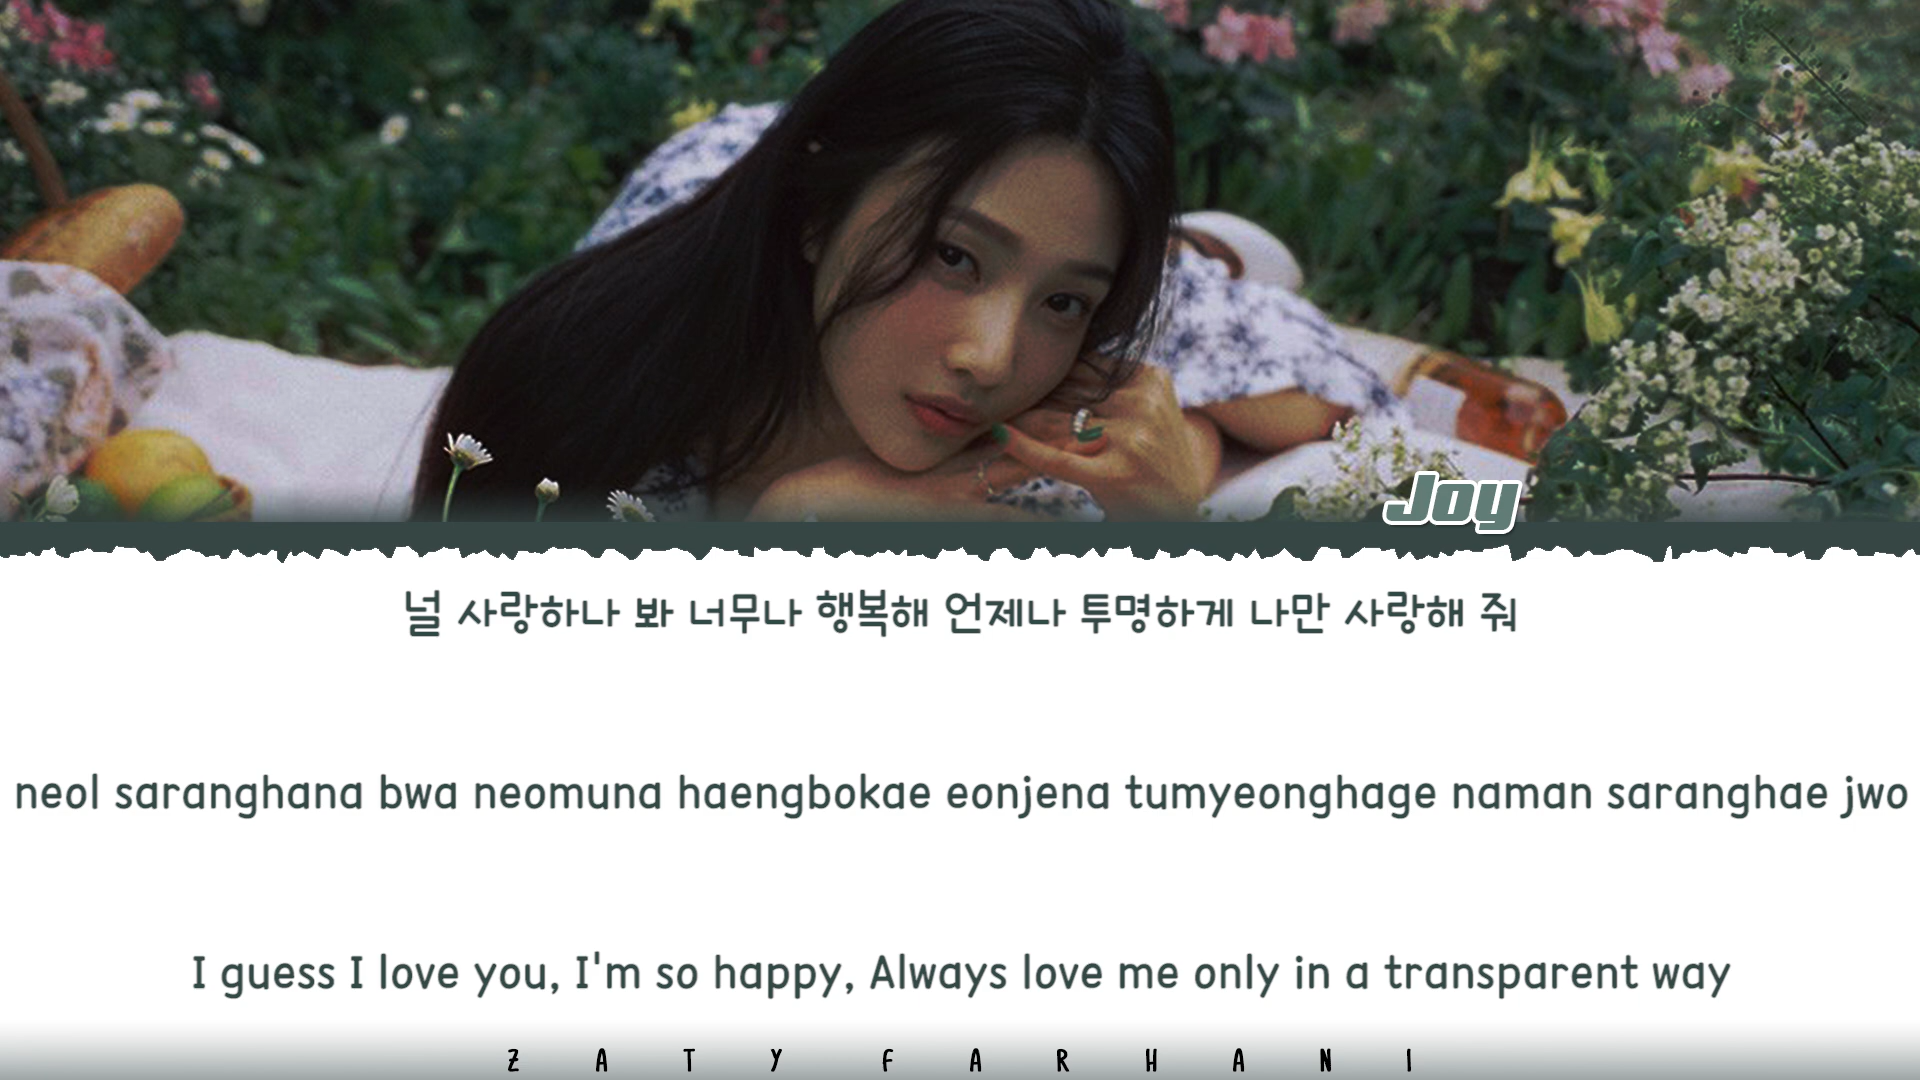 Joy
널 사랑하나 봐 너무나 행복해 언제나 투명하게 나만 사랑해 줘
neol saranghana bwa neomuna haengbokae eonjena tumyeonghage naman saranghae jwo
I guess I love you, I'm so happy, Always love me only in a transparent way
ZATY FARHANI